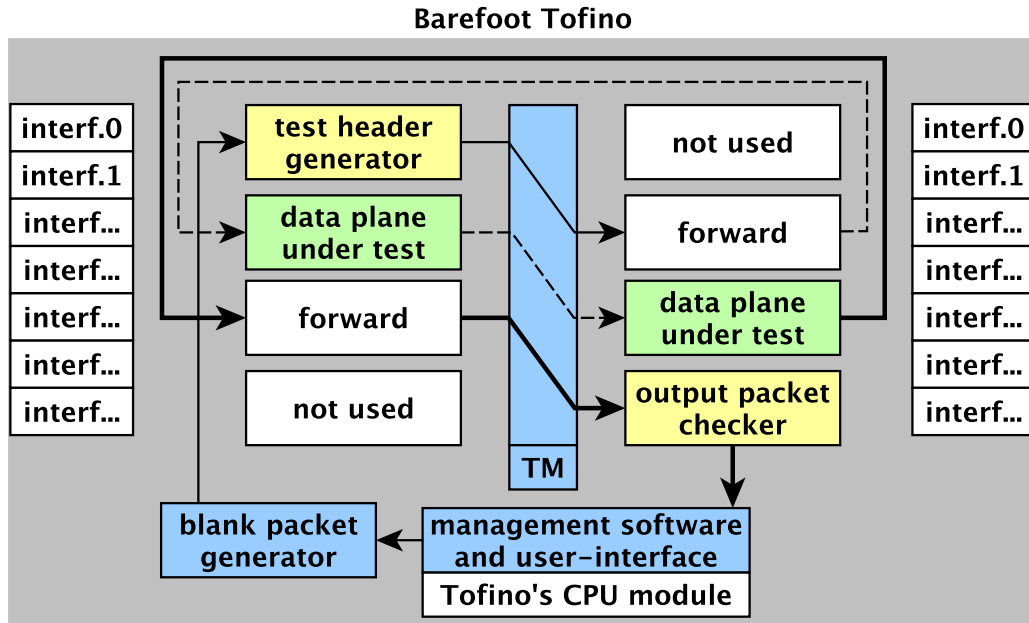 Barefoot Tofino
interf.0
interf.1
interf...
interf...
interf...
interf...
interf...
test header
generator
data plane
under test
forward
not used
TM
not used
forward
data plane
under test
output packet
checker
interf.0
interf.1
interf...
interf...
interf...
interf...
interf...
blank packet
generator
management software
and user-interface
Tofino's CPU module